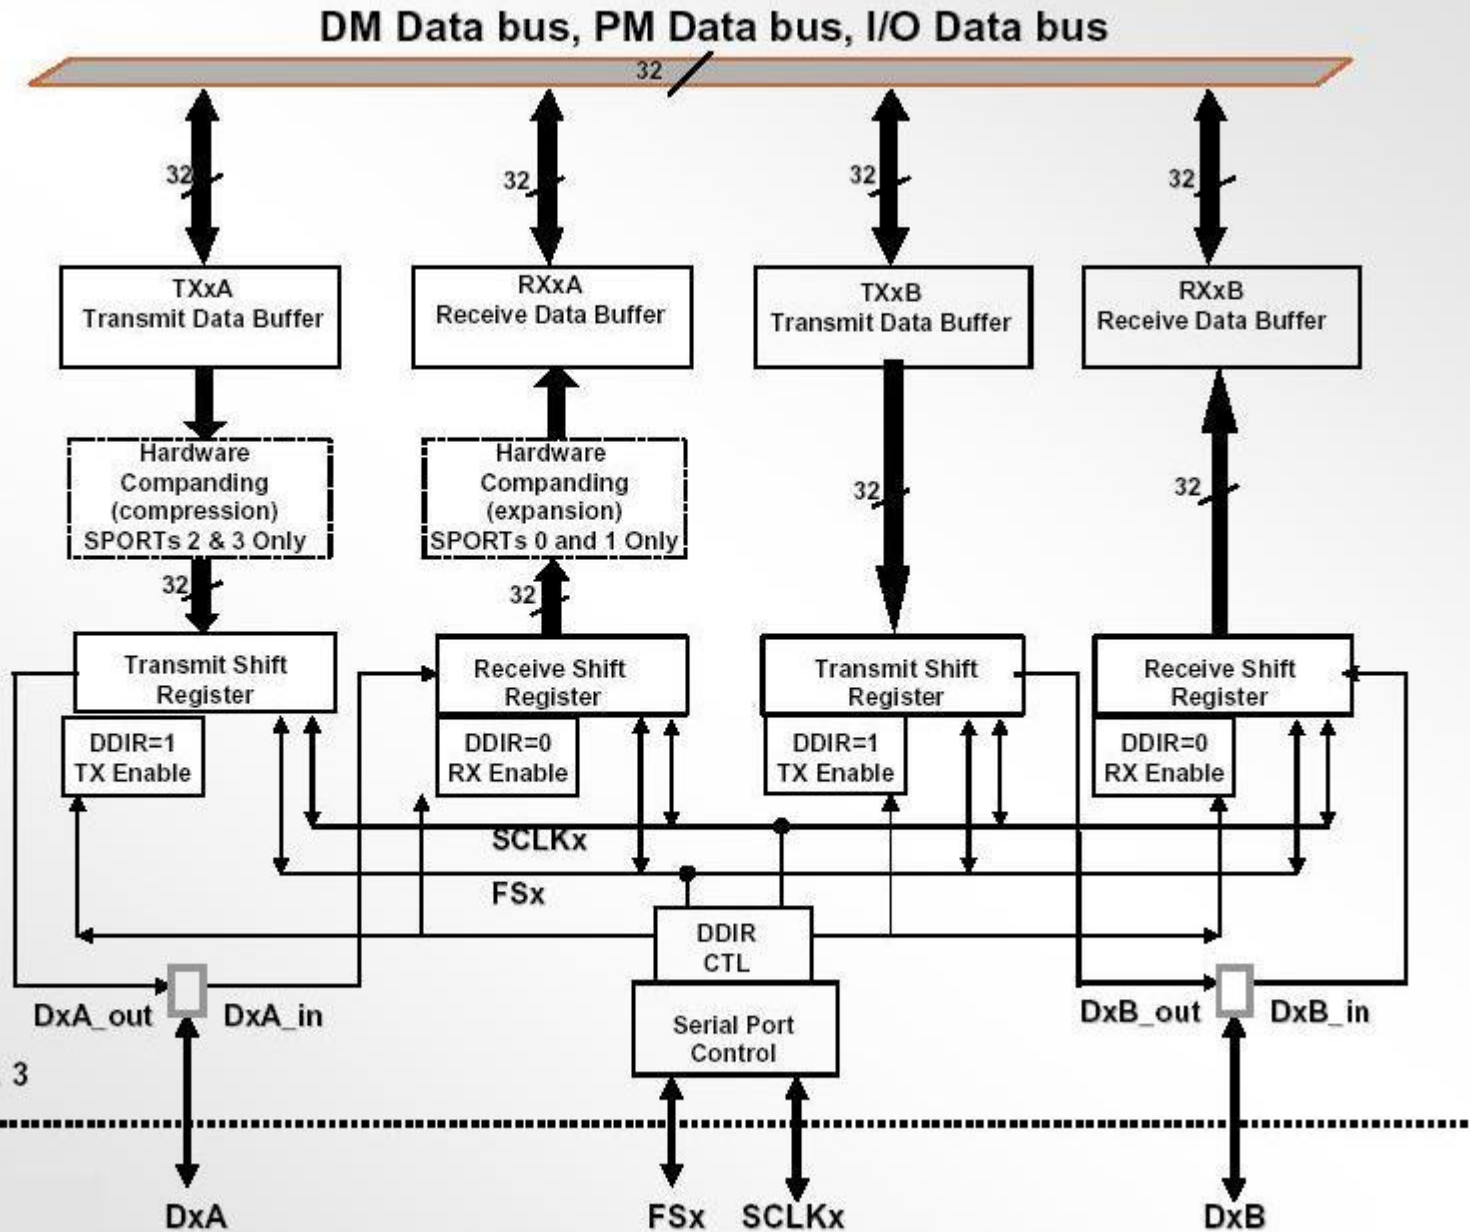 DM Data bus, PM Data bus, I/O Data bus
32
32
32
32
32
TXxA
Transmit Data Buffer
RXxA
Receive Data Buffer
TXxB
Transmit Data Buffer
RXxB
Receive Data Buffer
Hardware
Companding
(compression)
SPORTs 2 & 3 Only
Hardware
Companding
(expansion)
SPORTs 0 and 1 Only
32
32
32
32
Transmit Shift
Register
Receive Shift
Register
Transmit Shift
Register
Receive Shift
Register
DDIR=1
TX Enable
DDIR=0
RX Enable
DDIR=1
TX Enable
DDIR=0
RX Enable
SCLKx
FSx
DDIR
CTL
DxA_out
DxA_in
Serial Port
Control
DxB_out
DxB_in
3
DxA
FSx
SCLKx
DxB